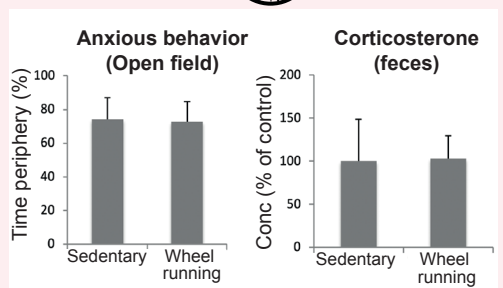 Anxious behavior
(Open field)
Time periphery (%)
100
80
60
40
20
0
Sedentary
Wheel
running
Corticosterone
(feces)
Conc (% of control)
200
150
100
50
0
Sedentary
Wheel
running